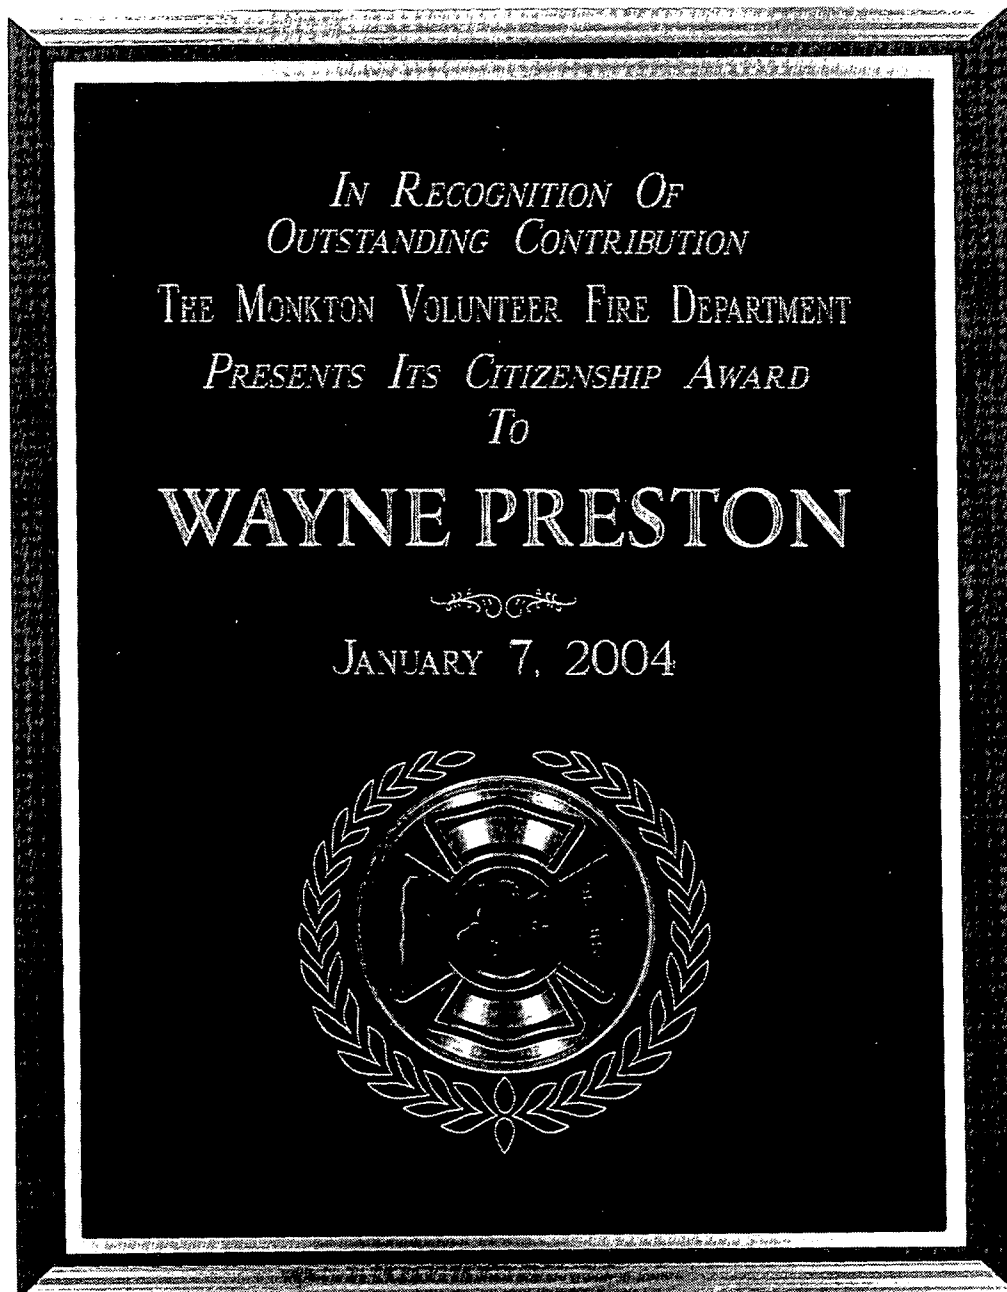 In Recognition Of
Outstanding Contribution
The Monkton Volunteer Fire Department
Presents Its Citizenship Award
To
WAYNE PRESTON
January 7, 2004